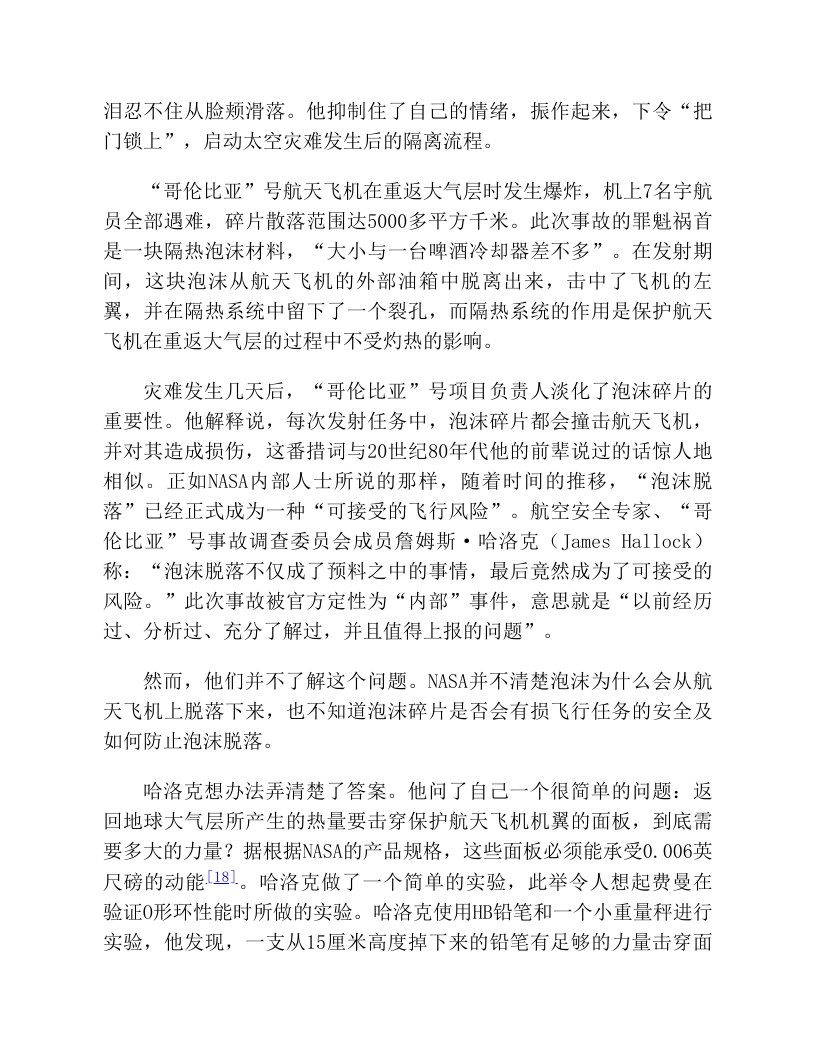 泪忍不住从脸颊滑落。他抑制住了自己的情绪，振作起来，下令“把
门锁上”，启动太空灾难发生后的隔离流程。
“哥伦比亚”号航天飞机在重返大气层时发生爆炸，机上7名宇航
员全部遇难，碎片散落范围达5000多平方千米。此次事故的罪魁祸首
是一块隔热泡沫材料，“大小与一台啤酒冷却器差不多”。在发射期
间，这块泡沫从航天飞机的外部油箱中脱离出来，击中了飞机的左
翼，并在隔热系统中留下了一个裂孔，而隔热系统的作用是保护航天
飞机在重返大气层的过程中不受灼热的影响。
灾难发生几天后，“哥伦比亚”号项目负责人淡化了泡沫碎片的
重要性。他解释说，每次发射任务中，泡沫碎片都会撞击航天飞机，
并对其造成损伤，这番措词与20世纪80年代他的前辈说过的话惊人地
相似。正如NASA内部人士所说的那样，随着时间的推移，“泡沫脱
落”已经正式成为一种“可接受的飞行风险”。航空安全专家、“哥
伦比亚”号事故调查委员会成员詹姆斯·哈洛克（James Hallock）
称：“泡沫脱落不仅成了预料之中的事情，最后竟然成为了可接受的
风险。”此次事故被官方定性为“内部”事件，意思就是“以前经历
过、分析过、充分了解过，并且值得上报的问题”。
然而，他们并不了解这个问题。NASA并不清楚泡沫为什么会从航
天飞机上脱落下来，也不知道泡沫碎片是否会有损飞行任务的安全及
如何防止泡沫脱落。
哈洛克想办法弄清楚了答案。他问了自己一个很简单的问题：返
回地球大气层所产生的热量要击穿保护航天飞机机翼的面板，到底需
要多大的力量？据根据NASA的产品规格，这些面板必须能承受0.006英
尺磅的动能[18]。哈洛克做了一个简单的实验，此举令人想起费曼在
验证O形环性能时所做的实验。哈洛克使用HB铅笔和一个小重量秤进行
实验，他发现，一支从15厘米高度掉下来的铅笔有足够的力量击穿面